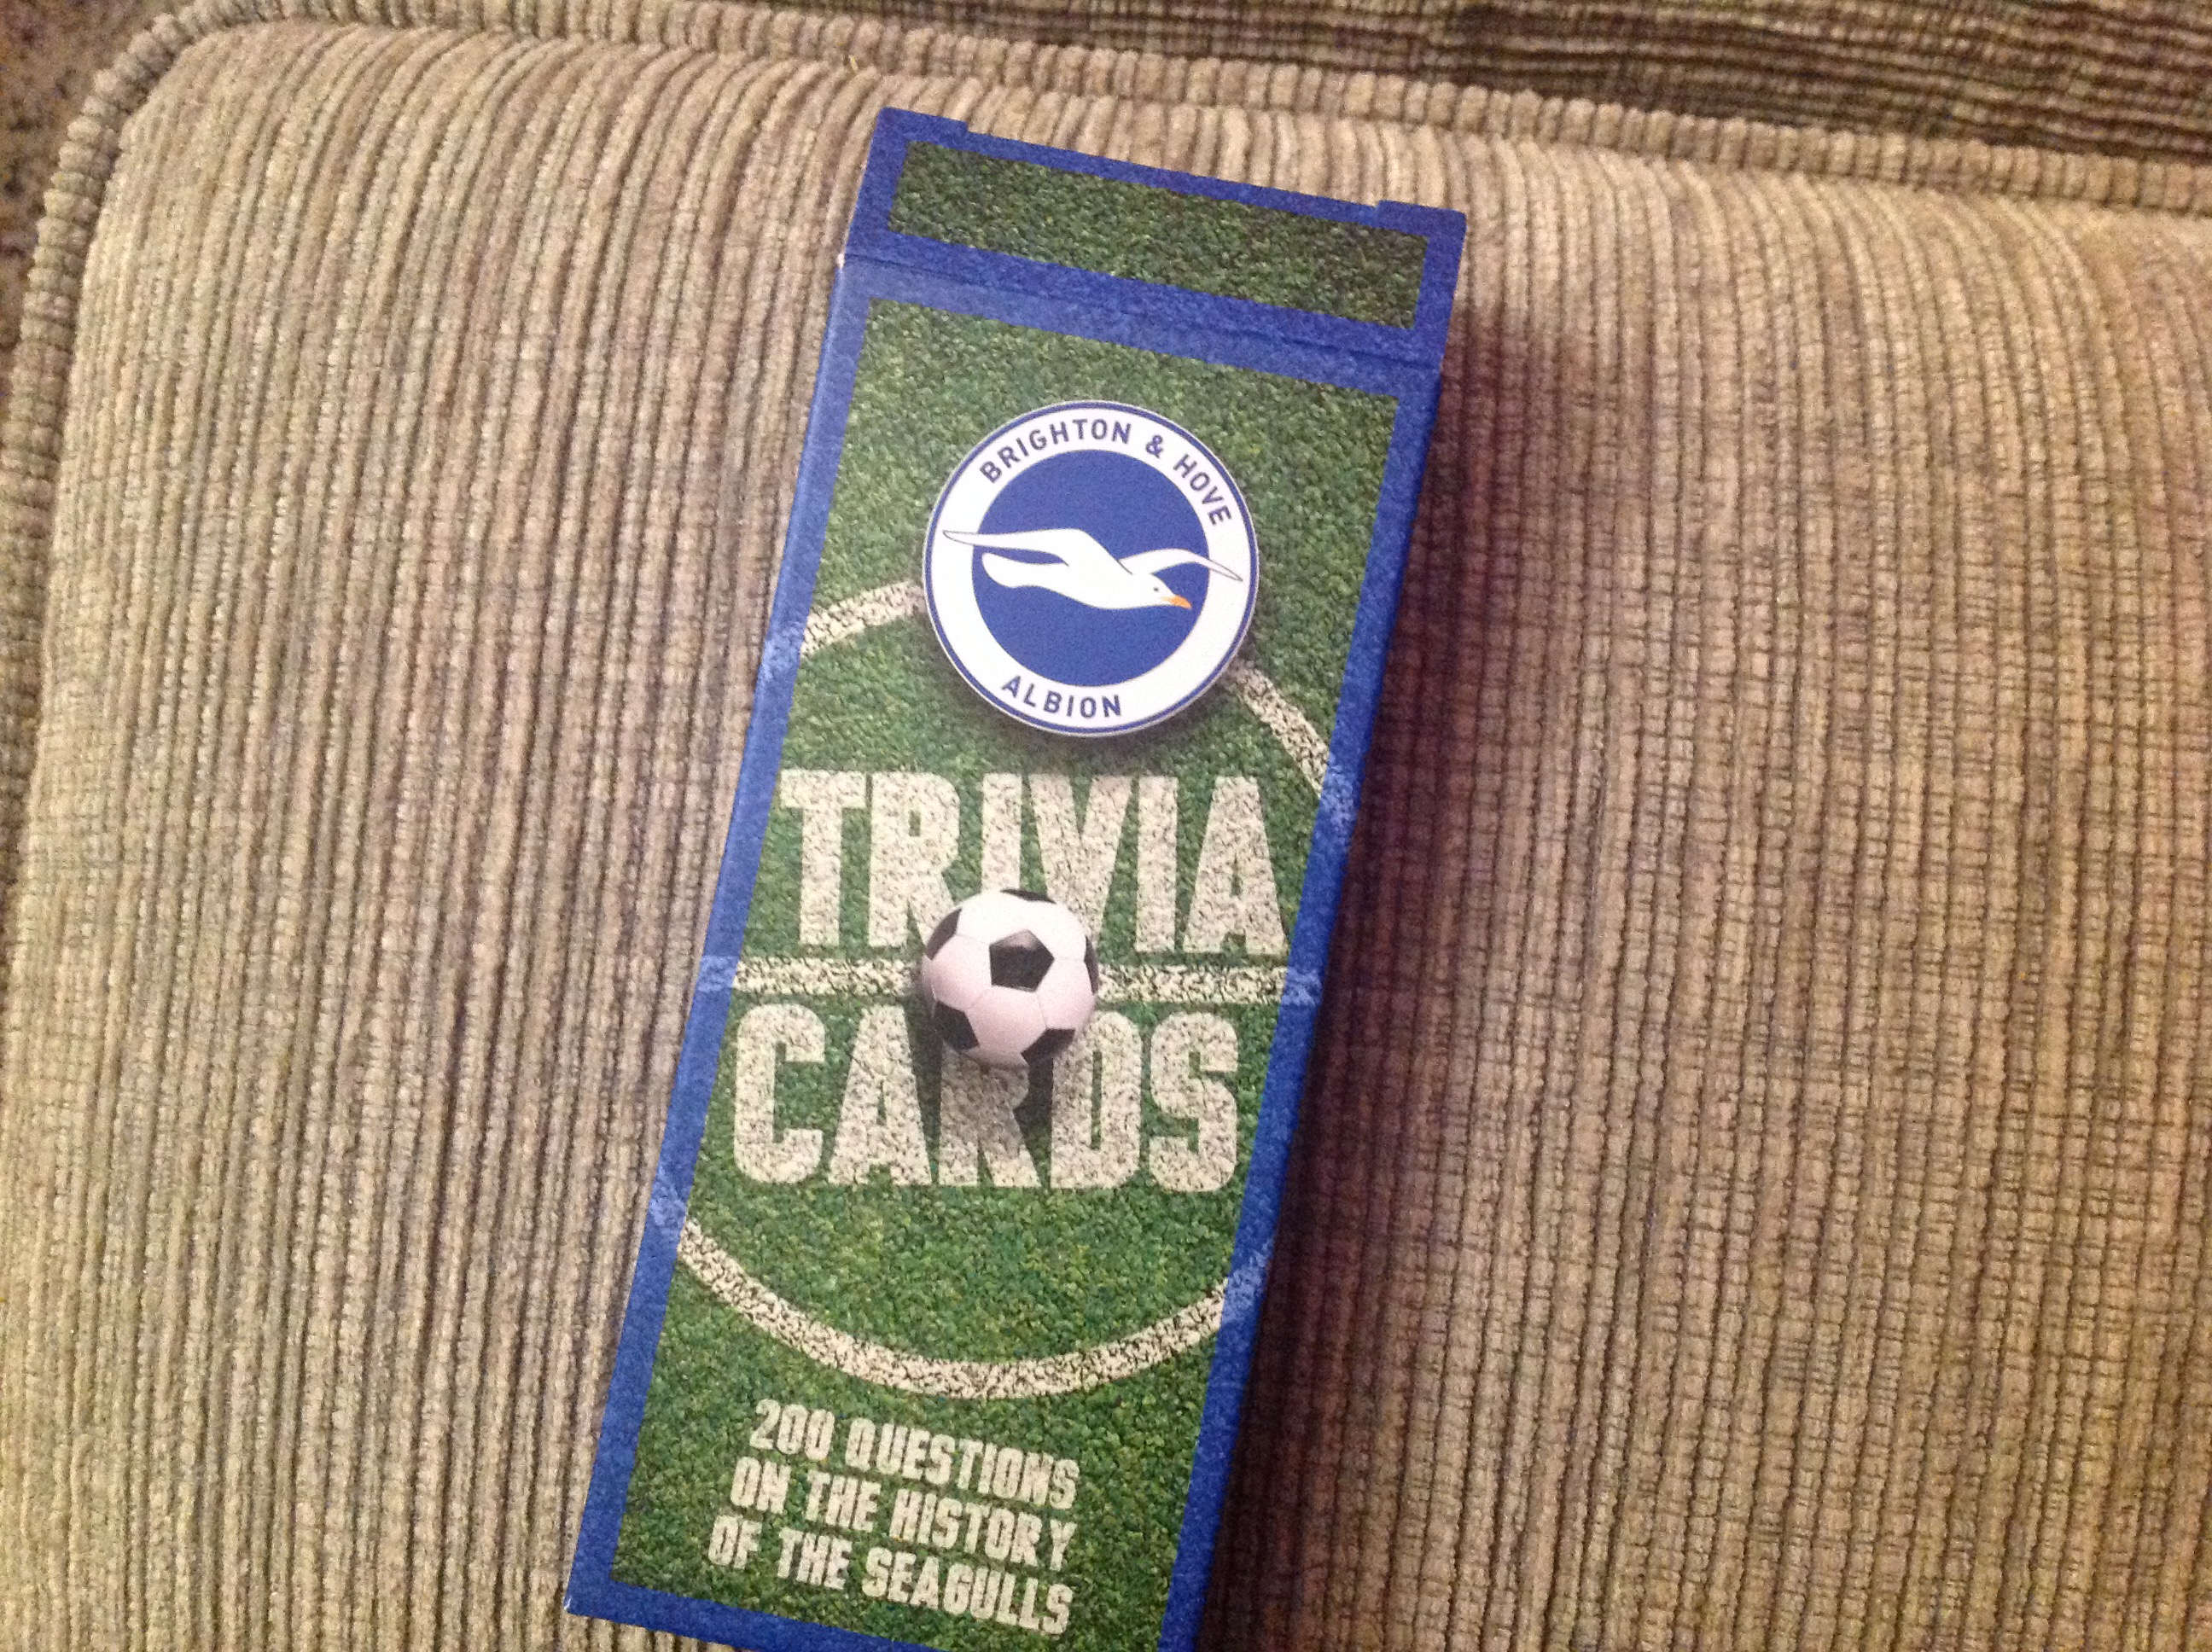 BRIGHTON & HOVE
ALBION
TRIVIA
CARDS
200 QUESTIONS
ON THE HISTORY
OF THE SEAGULLS